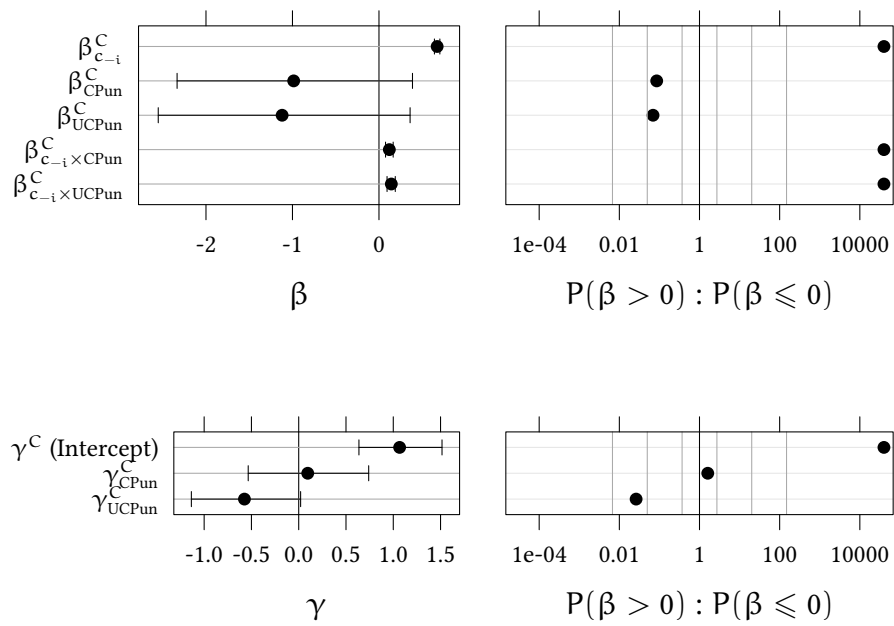 β^C_{c−i}
β^C_{CPun}
β^C_{UCPun}
β^C_{c−i×CPun}
β^C_{c−i×UCPun}
-2 -1 0
1e-04 0.01 1 100 10000
β
P(β > 0) : P(β ⩽ 0)
γ^C (Intercept)
γ^C_{CPun}
γ^C_{UCPun}
-1.0 -0.5 0.0 0.5 1.0 1.5
1e-04 0.01 1 100 10000
γ
P(β > 0) : P(β ⩽ 0)